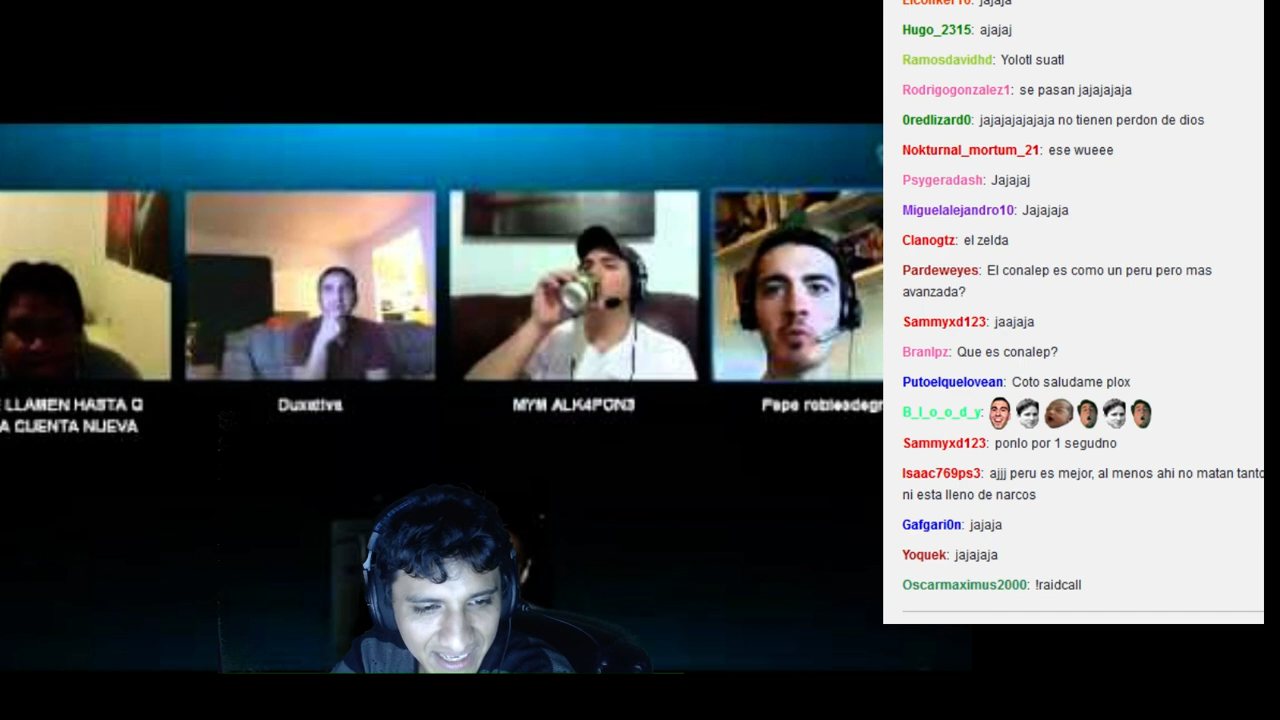 LLAMEN HASTA Q
A CUENTA NUEVA
Duxativa
MYM ALK4PON3
Pepe
Elconker10: jajaja
Hugo_2315: ajajaj
Ramosdavidhd: Yolotl suatl
Rodrigogonzalez1: se pasan jajajajaja
0redlizard0: jajajajajajaja no tienen perdon de dios
Nokturnal_mortum_21: ese wueee
Psygeradash: Jajajaj
Miguelalejandro10: Jajajaja
Clanogtz: el zelda
Pardeweyes: El conalep es como un peru pero mas
avanzada?
Sammyxd123: jaajaja
Branlpz: Que es conalep?
Putoelquelovean: Coto saludame plox
B_l_o_o_d_y:
Sammyxd123: ponlo por 1 segudno
Isaac769ps3: ajjj peru es mejor, al menos ahi no matan tanto
ni esta lleno de narcos
Gafgari0n: jajaja
Yoquek: jajajaja
Oscarmaximus2000: !raidcall